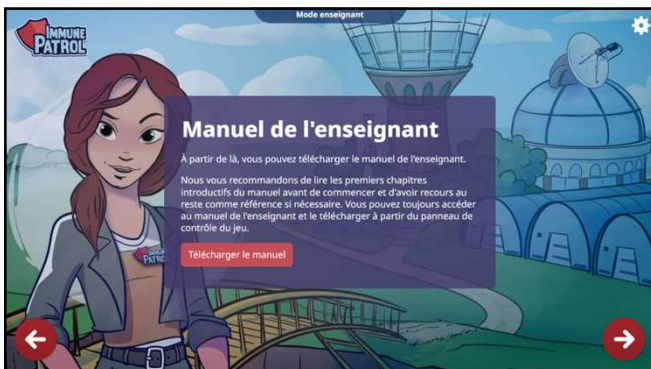 Mode enseignant
IMMUNE
PATROL
Manuel de l'enseignant
À partir de là, vous pouvez télécharger le manuel de l'enseignant.
Nous vous recommandons de lire les premiers chapitres
introductifs du manuel avant de commencer et d'avoir recours au
reste comme référence si nécessaire. Vous pouvez toujours accéder
au manuel de l'enseignant et le télécharger à partir du panneau de
contrôle du jeu.
Télécharger le manuel